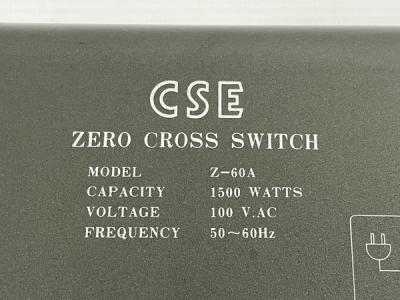 CSE
ZERO CROSS SWITCH
MODEL Z-60A
CAPACITY 1500 WATTS
VOLTAGE 100 V.AC
FREQUENCY 50~60Hz